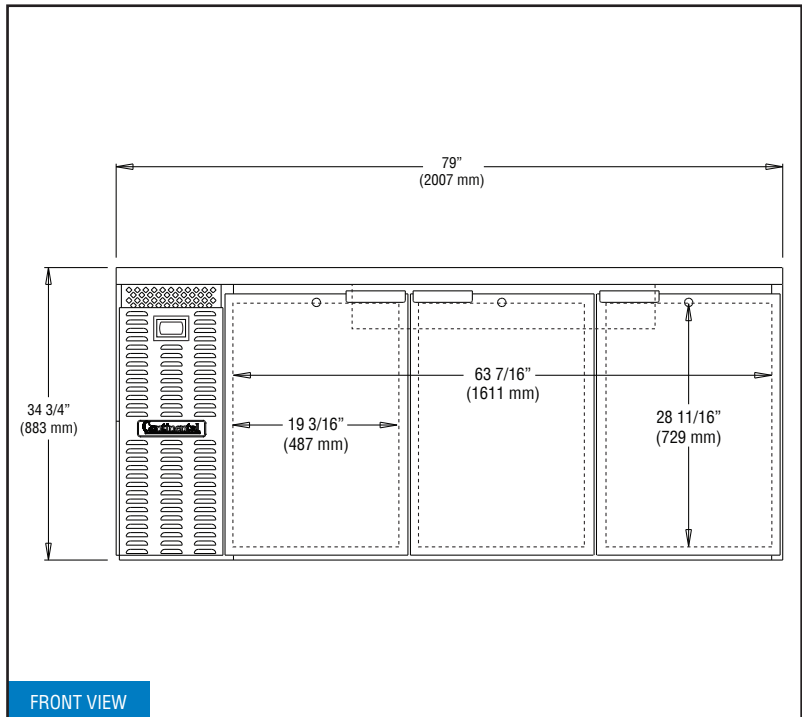 79”
(2007 mm)
63 7/16”
(1611 mm)
34 3/4”
(883 mm)
19 3/16”
(487 mm)
28 11/16”
(729 mm)
Continental
FRONT VIEW